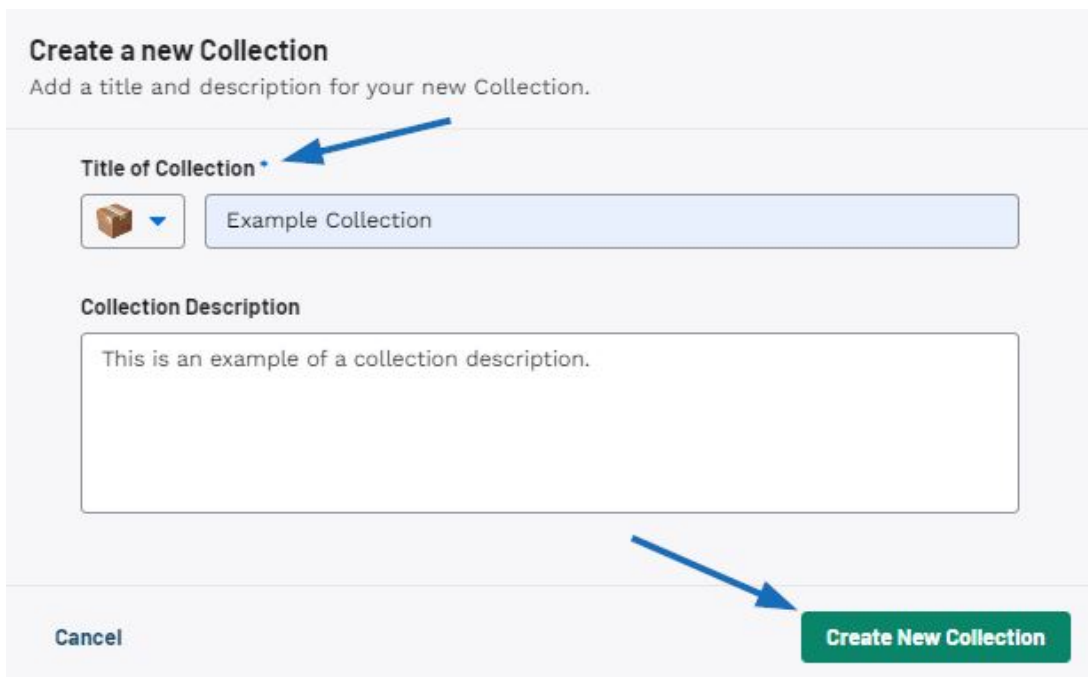 Create a new Collection
Add a title and description for your new Collection.
Title of Collection *
Example Collection
Collection Description
This is an example of a collection description.
Cancel
Create New Collection